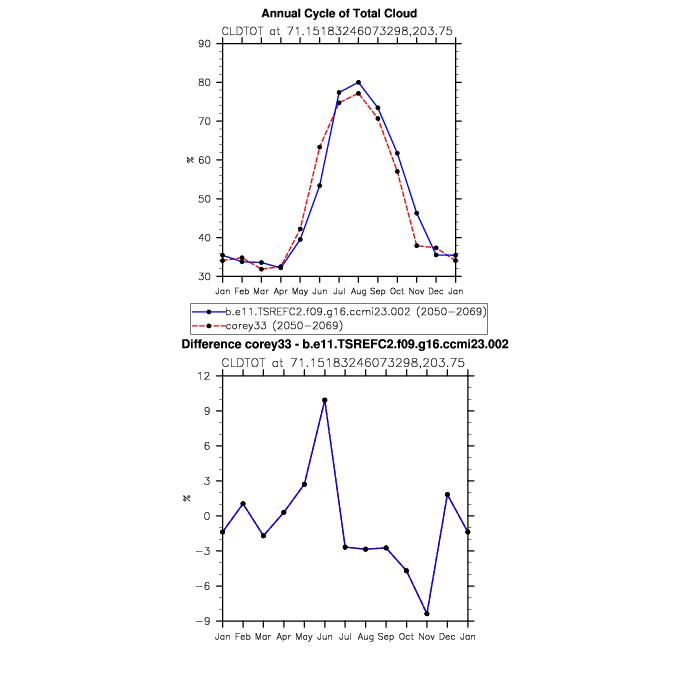 Annual Cycle of Total Cloud
CLDTOT at 71.15183246073298,203.75
90
80
70
60
50
40
30
%
Jan Feb Mar Apr May Jun Jul Aug Sep Oct Nov Dec Jan
b.e11.TSREFC2.f09.g16.ccmi23.002 (2050-2069)
corey33 (2050-2069)
Difference corey33 - b.e11.TSREFC2.f09.g16.ccmi23.002
CLDTOT at 71.15183246073298,203.75
12
9
6
3
0
-3
-6
-9
%
Jan Feb Mar Apr May Jun Jul Aug Sep Oct Nov Dec Jan